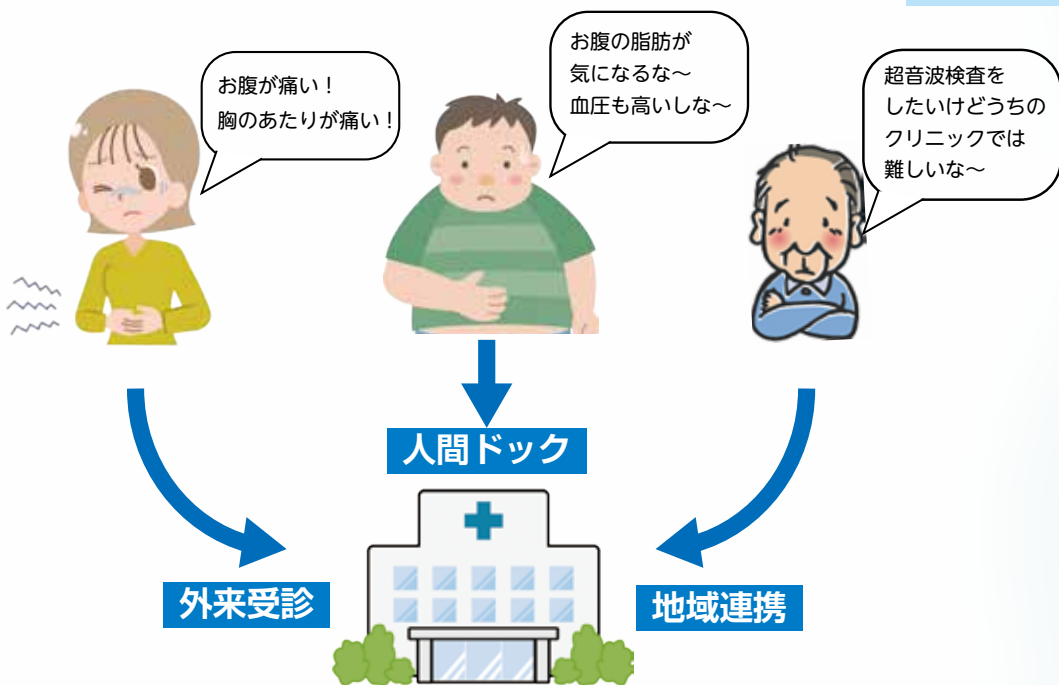 お腹が痛い！
胸のあたりが痛い！
お腹の脂肪が
気になるな～
血圧も高いしな～
超音波検査を
したいけどうちの
クリニックでは
難しいな～
人間ドック
外来受診
地域連携